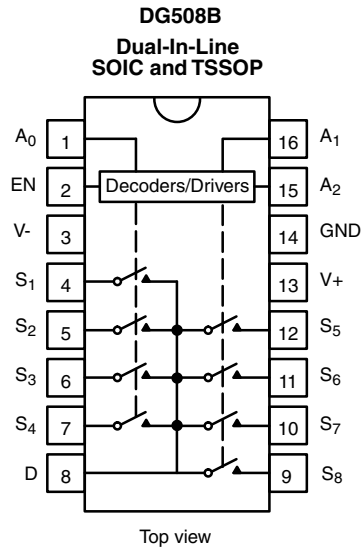 DG508B
Dual-In-Line
SOIC and TSSOP
A0 1 16 A1
EN 2 Decoders/Drivers 15 A2
V- 3 14 GND
S1 4 13 V+
S2 5 12 S5
S3 6 11 S6
S4 7 10 S7
D 8 9 S8
Top view